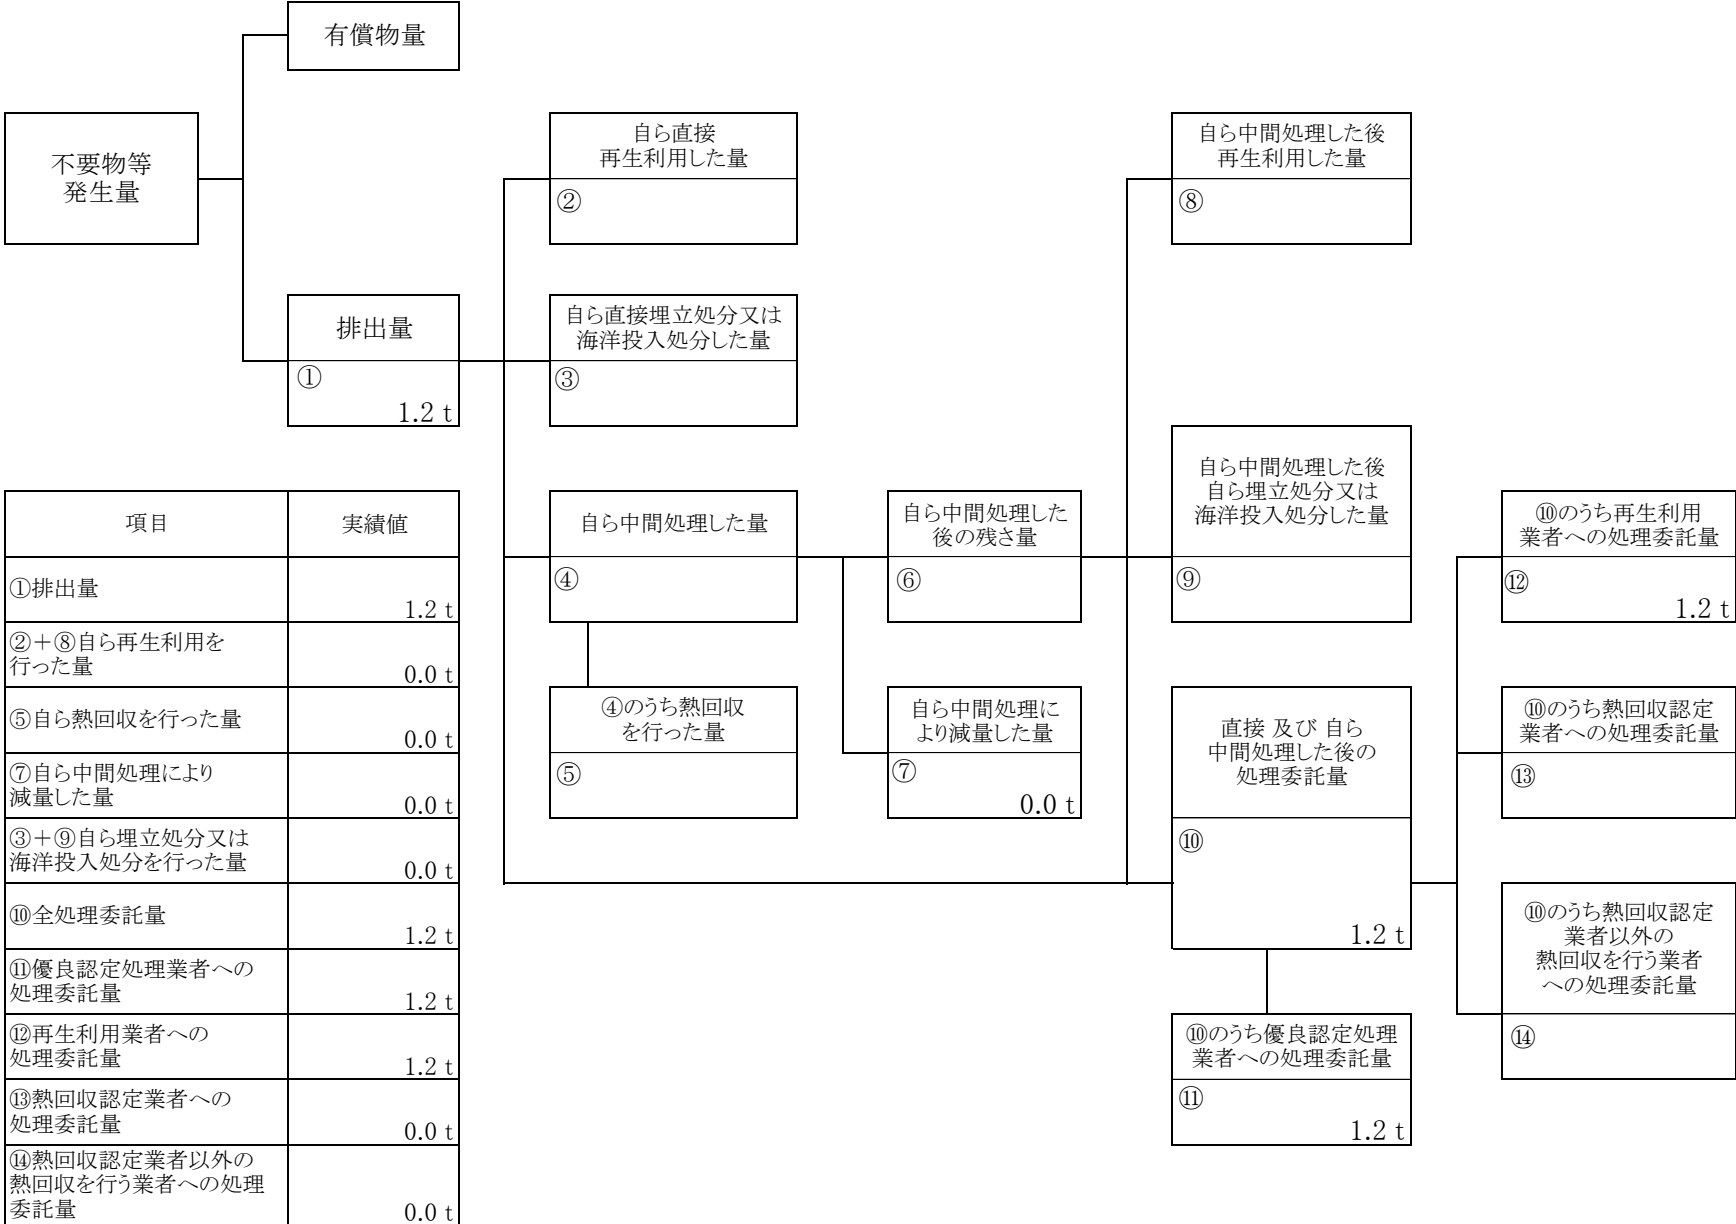 有償物量
不要物等
発生量
自ら直接
再生利用した量
②
自ら中間処理した後
再生利用した量
⑧
排出量
①
1.2 t
自ら直接埋立処分又は
海洋投入処分した量
③
自ら中間処理した量
④
自ら中間処理した
後の残さ量
⑥
自ら中間処理した後
自ら埋立処分又は
海洋投入処分した量
⑨
⑩のうち再生利用
業者への処理委託量
⑫
1.2 t
④のうち熱回収
を行った量
⑤
自ら中間処理に
より減量した量
⑦
0.0 t
直接 及び 自ら
中間処理した後の
処理委託量
⑩
1.2 t
⑩のうち熱回収認定
業者への処理委託量
⑬
⑩のうち熱回収認定
業者以外の
熱回収を行う業者
への処理委託量
⑭
⑩のうち優良認定処理
業者への処理委託量
⑪
1.2 t
項目 実績値
①排出量
1.2 t
②＋⑧自ら再生利用を
行った量
0.0 t
⑤自ら熱回収を行った量
0.0 t
⑦自ら中間処理により
減量した量
0.0 t
③＋⑨自ら埋立処分又は
海洋投入処分を行った量
0.0 t
⑩全処理委託量
1.2 t
⑪優良認定処理業者への
処理委託量
1.2 t
⑫再生利用業者への
処理委託量
1.2 t
⑬熱回収認定業者への
処理委託量
0.0 t
⑭熱回収認定業者以外の
熱回収を行う業者への処理
委託量
0.0 t